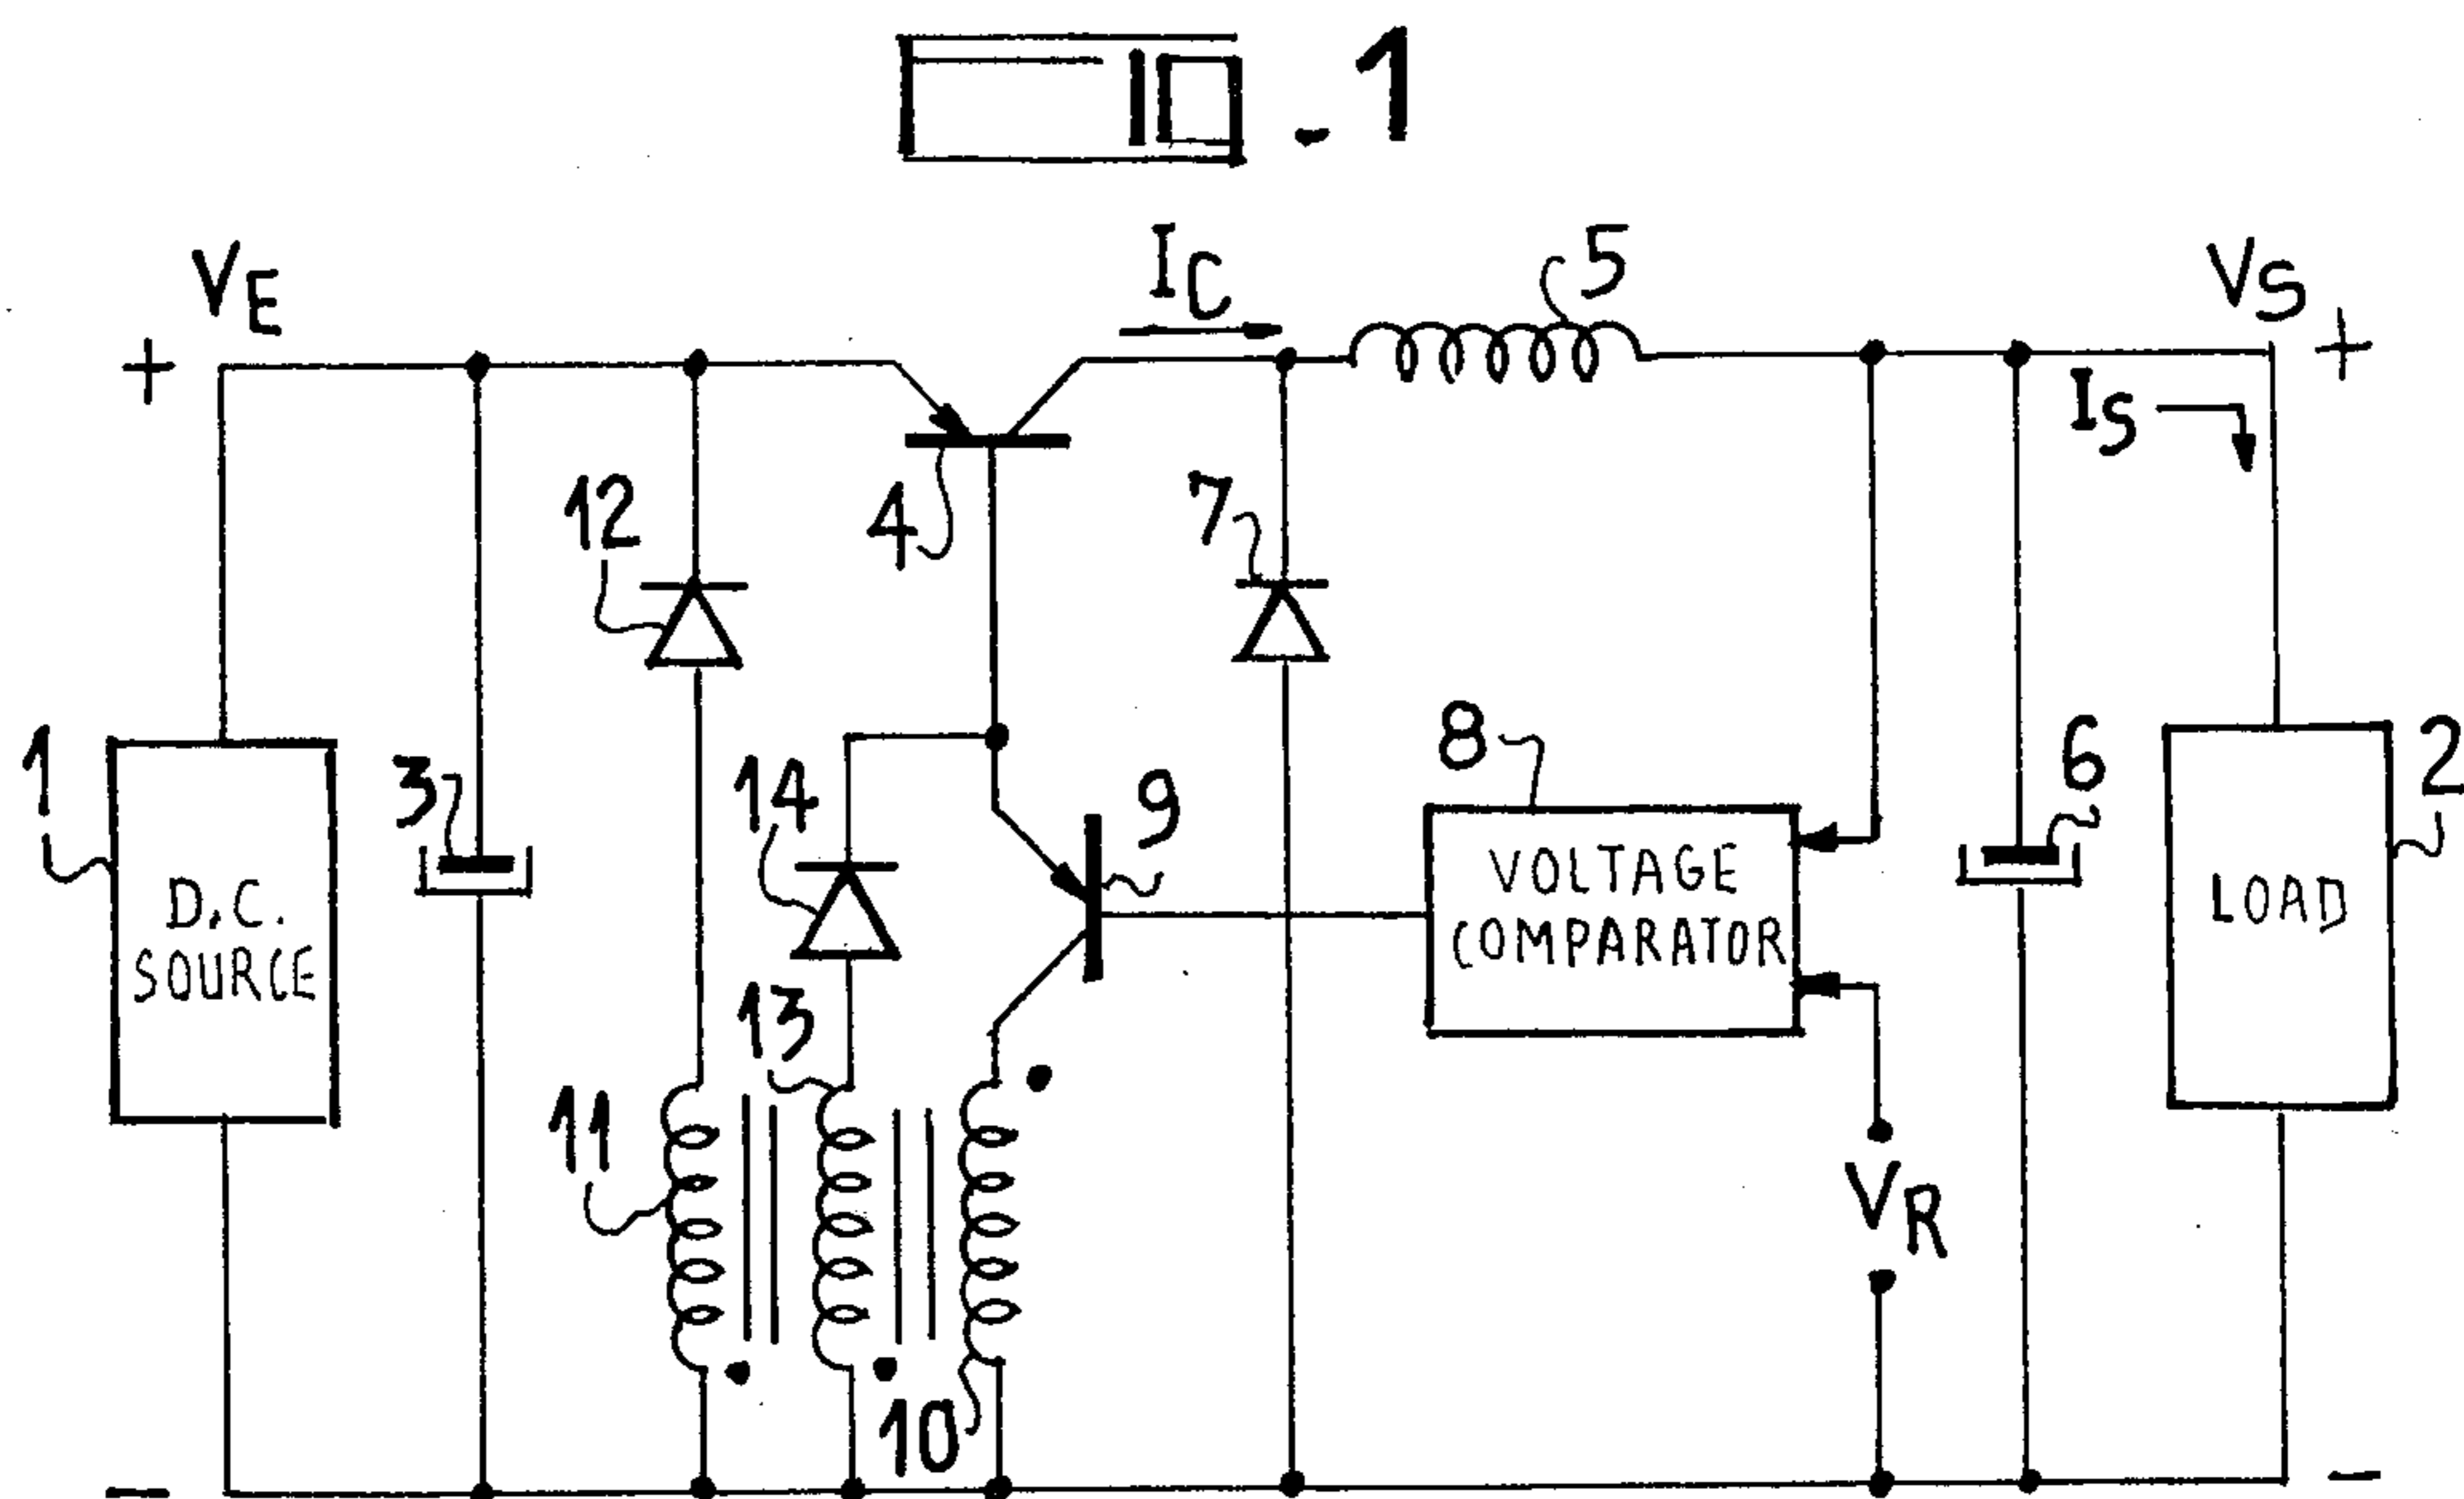 Fig. 1
VE
IC
5
VS
+
+
IS
12
4
7
1
3
14
9
8
6
2
D.C.
SOURCE
VOLTAGE
COMPARATOR
LOAD
13
11
VR
10
-
-